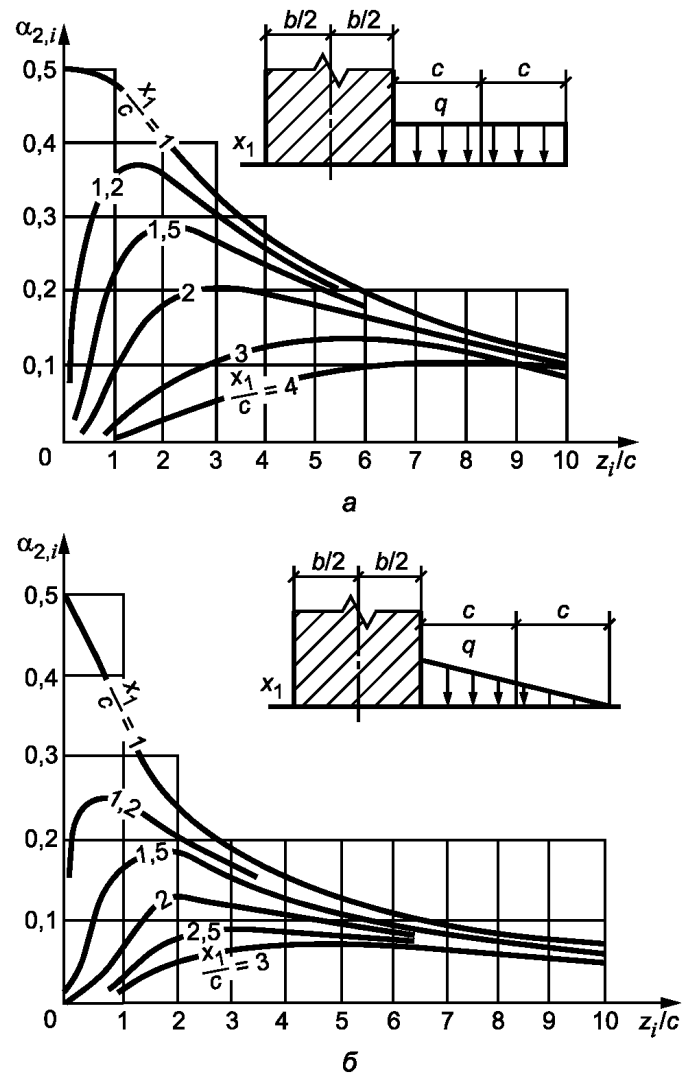 α2,i
b/2 b/2
0,5
c c
q
x1
x1/c = 1
0,4
1,2
0,3
1,5
0,2
2
3
0,1
x1/c = 4
0 1 2 3 4 5 6 7 8 9 10 zi/c
а
α2,i
b/2 b/2
0,5
c c
q
x1
0,4
x1/c = 1
0,3
1,2
0,2
1,5
2
0,1
2,5
x1/c = 3
0 1 2 3 4 5 6 7 8 9 10 zi/c
б